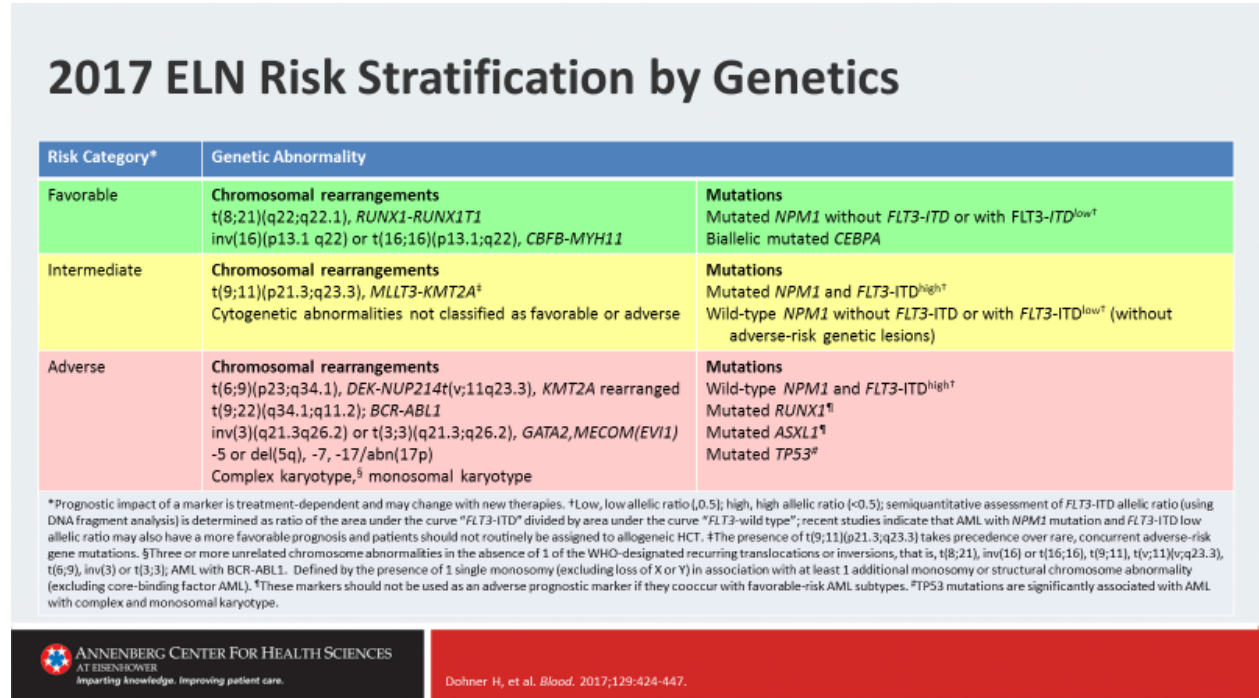 2017 ELN Risk Stratification by Genetics
Risk Category*
Genetic Abnormality
Favorable
Chromosomal rearrangements
t(8;21)(q22;q22.1), RUNX1-RUNX1T1
inv(16)(p13.1 q22) or t(16;16)(p13.1;q22), CBFB-MYH11
Mutations
Mutated NPM1 without FLT3-ITD or with FLT3-ITDlow†
Biallelic mutated CEBPA
Intermediate
Chromosomal rearrangements
t(9;11)(p21.3;q23.3), MLLT3-KMT2A‡
Cytogenetic abnormalities not classified as favorable or adverse
Mutations
Mutated NPM1 and FLT3-ITDhigh†
Wild-type NPM1 without FLT3-ITD or with FLT3-ITDlow† (without
adverse-risk genetic lesions)
Adverse
Chromosomal rearrangements
t(6;9)(p23;q34.1), DEK-NUP214t(v;11q23.3), KMT2A rearranged
t(9;22)(q34.1;q11.2); BCR-ABL1
inv(3)(q21.3q26.2) or t(3;3)(q21.3;q26.2), GATA2,MECOM(EVI1)
-5 or del(5q), -7, -17/abn(17p)
Complex karyotype,§ monosomal karyotype
Mutations
Wild-type NPM1 and FLT3-ITDhigh†
Mutated RUNX1¶
Mutated ASXL1¶
Mutated TP53#
*Prognostic impact of a marker is treatment-dependent and may change with new therapies. †Low, low allelic ratio (,0.5); high, high allelic ratio (<0.5); semiquantitative assessment of FLT3-ITD allelic ratio (using
DNA fragment analysis) is determined as ratio of the area under the curve “FLT3-ITD” divided by area under the curve “FLT3-wild type”; recent studies indicate that AML with NPM1 mutation and FLT3-ITD low
allelic ratio may also have a more favorable prognosis and patients should not routinely be assigned to allogeneic HCT. ‡The presence of t(9;11)(p21.3;q23.3) takes precedence over rare, concurrent adverse-risk
gene mutations. §Three or more unrelated chromosome abnormalities in the absence of 1 of the WHO-designated recurring translocations or inversions, that is, t(8;21), inv(16) or t(16;16), t(9;11), t(v;11)(v;q23.3),
t(6;9), inv(3) or t(3;3); AML with BCR-ABL1. Defined by the presence of 1 single monosomy (excluding loss of X or Y) in association with at least 1 additional monosomy or structural chromosome abnormality
(excluding core-binding factor AML). ¶These markers should not be used as an adverse prognostic marker if they cooccur with favorable-risk AML subtypes. #TP53 mutations are significantly associated with AML
with complex and monosomal karyotype.
ANNENBERG CENTER FOR HEALTH SCIENCES
AT EISENHOWER
Imparting knowledge. Improving patient care.
Dohner H, et al. Blood. 2017;129:424-447.